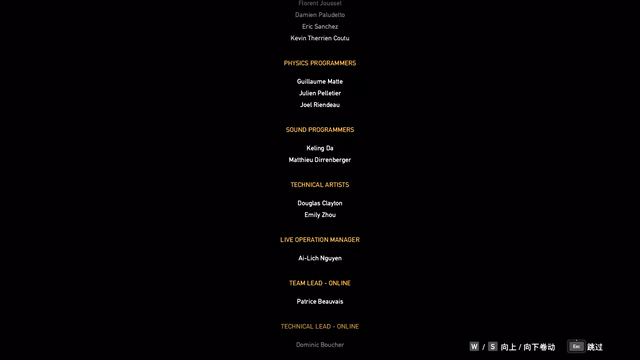 Florent Joussel
Damien Paludetto
Eric Sanchez
Kevin Therrien Coutu
PHYSICS PROGRAMMERS
Guillaume Matte
Julien Pelletier
Joel Riendeau
SOUND PROGRAMMERS
Keling Da
Matthieu Dirrenberger
TECHNICAL ARTISTS
Douglas Clayton
Emily Zhou
LIVE OPERATION MANAGER
Ai-Lich Nguyen
TEAM LEAD - ONLINE
Patrice Beauvais
TECHNICAL LEAD - ONLINE
Dominic Boucher
W / S 向上 / 向下卷动 Esc 跳过